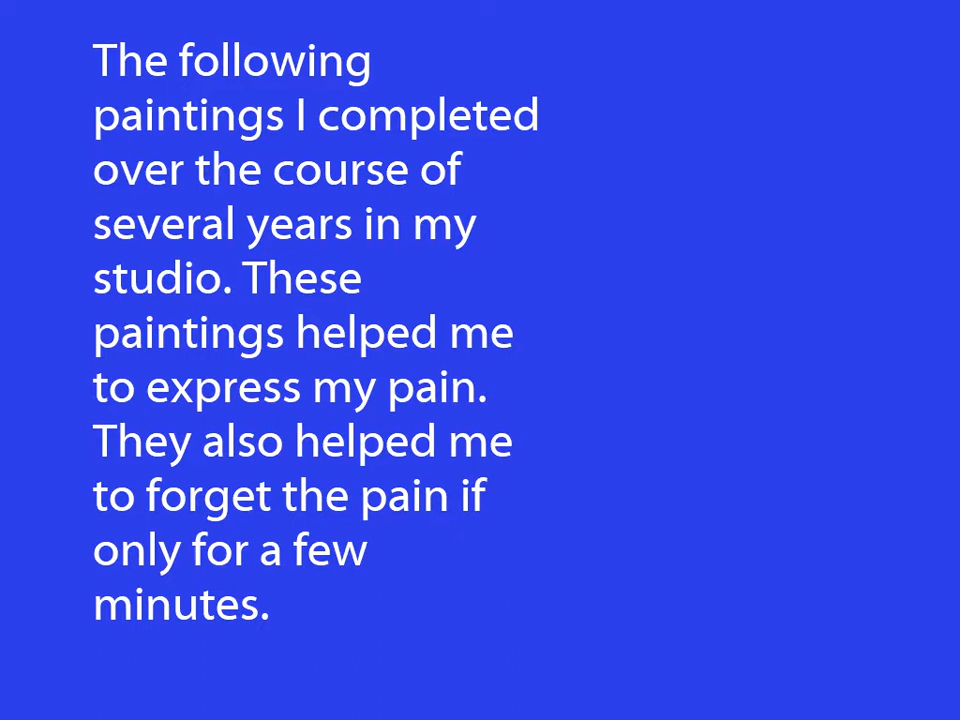 The following
paintings I completed
over the course of
several years in my
studio. These
paintings helped me
to express my pain.
They also helped me
to forget the pain if
only for a few
minutes.